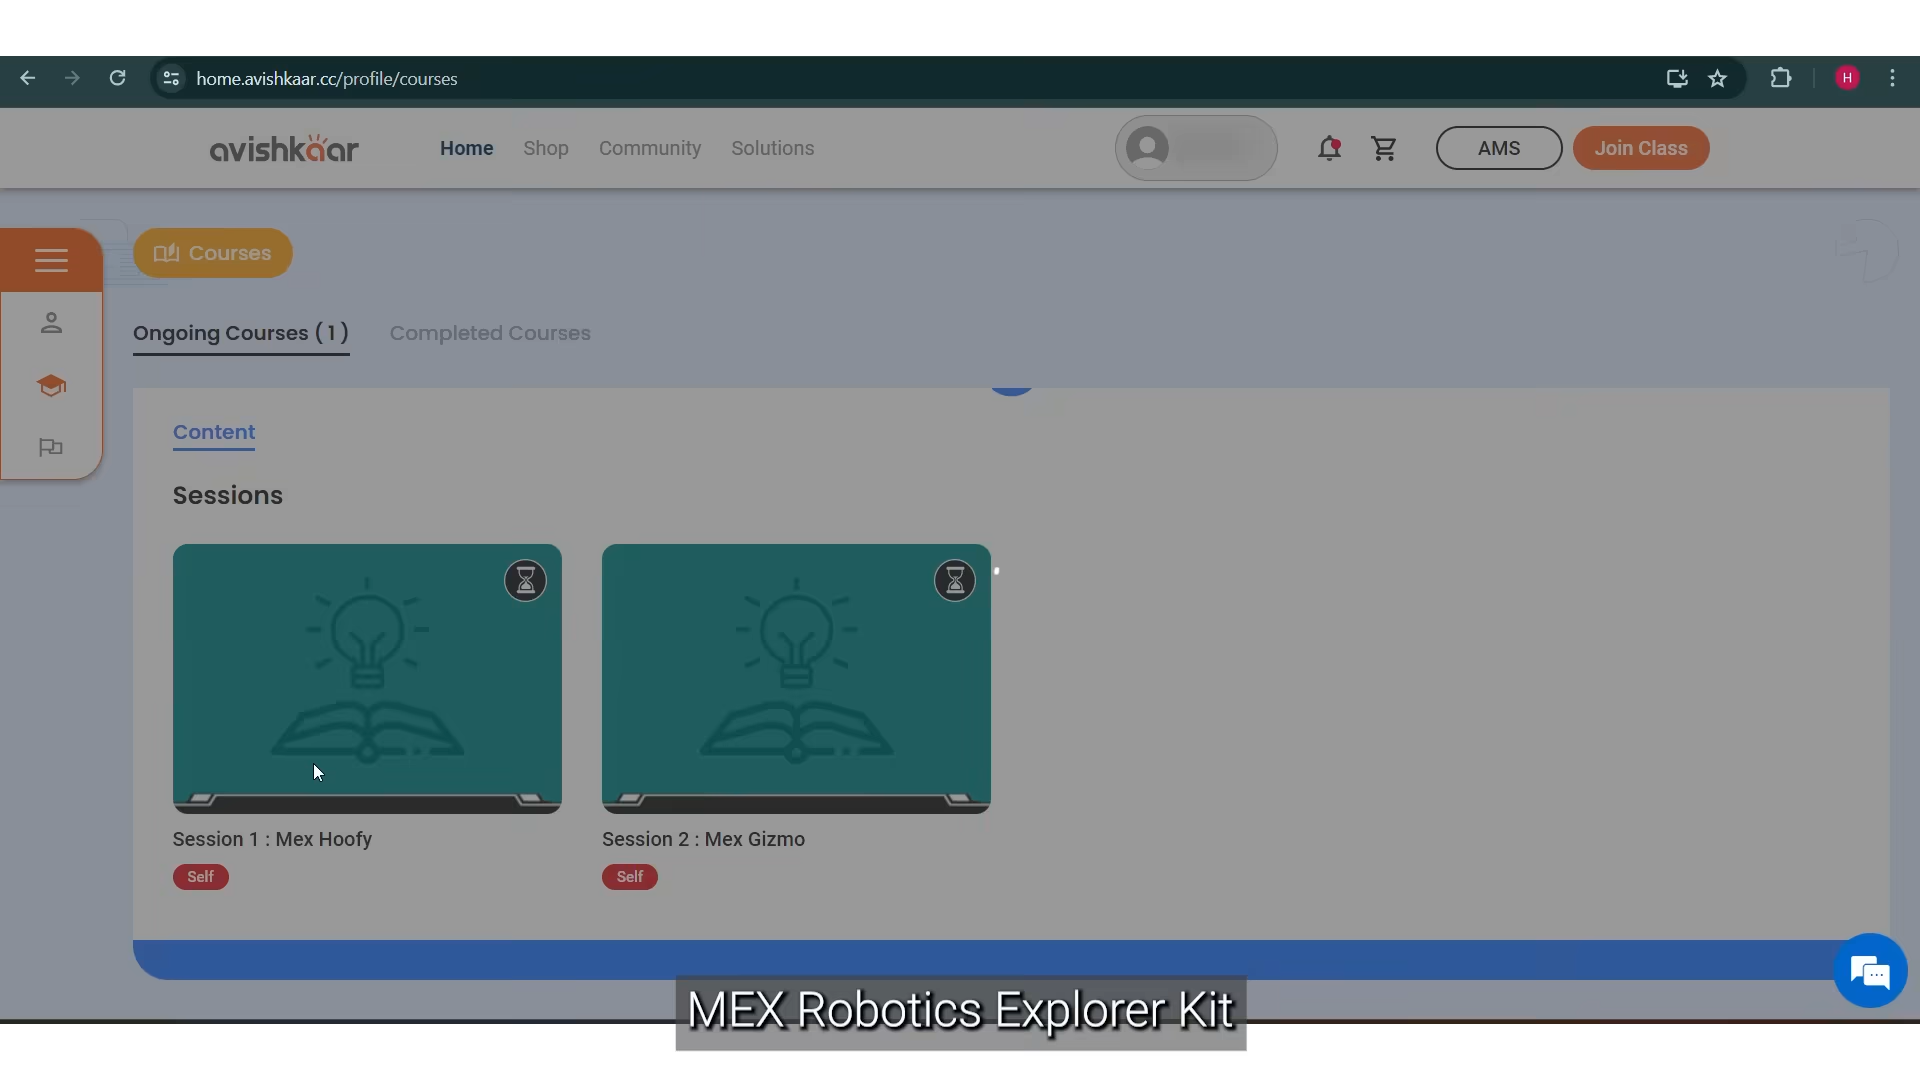 home.avishkaar.cc/profile/courses
H
avishkaar
Home
Shop
Community
Solutions
AMS
Join Class
Courses
Ongoing Courses ( 1 )
Completed Courses
Content
Sessions
Session 1 : Mex Hoofy
Session 2 : Mex Gizmo
Self
Self
MEX Robotics Explorer Kit